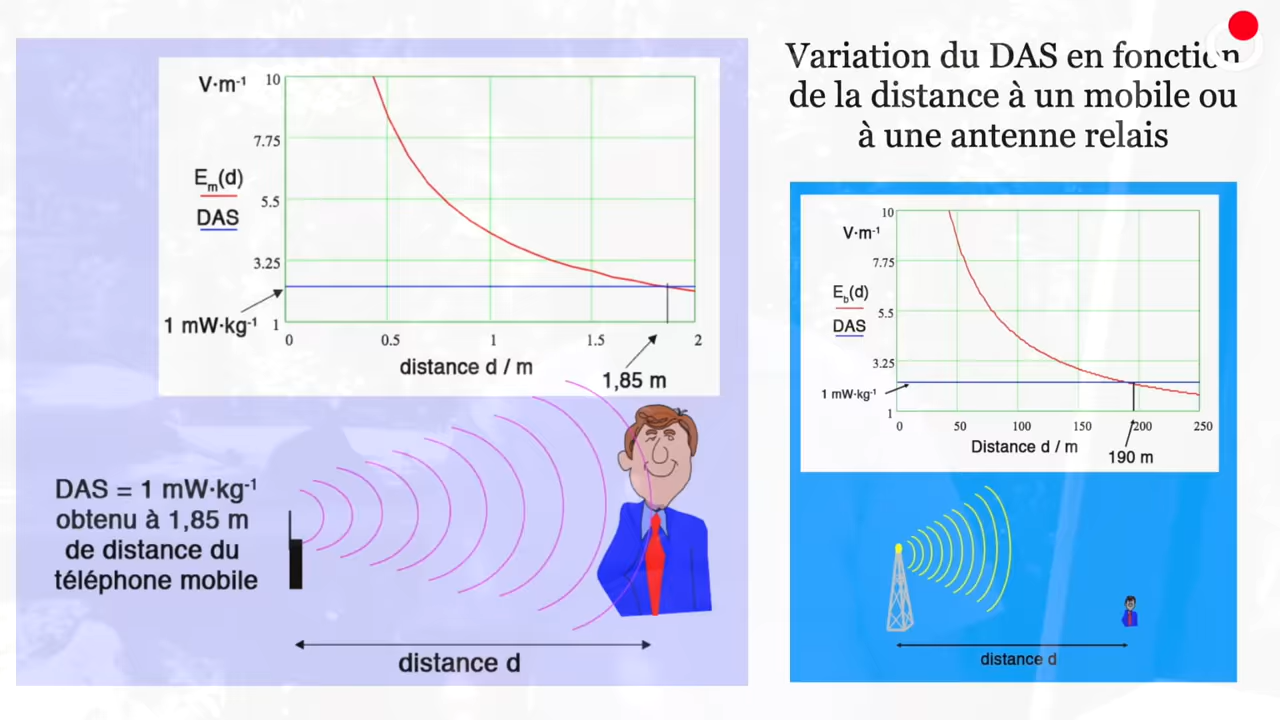 Variation du DAS en fonction
de la distance à un mobile ou
à une antenne relais
V·m-1
10
7.75
5.5
3.25
1
Em(d)
DAS
1 mW·kg-1
0
0.5
1
1.5
2
distance d / m
1,85 m
DAS = 1 mW·kg-1
obtenu à 1,85 m
de distance du
téléphone mobile
distance d
V·m-1
10
7.75
5.5
3.25
1
Eb(d)
DAS
1 mW·kg-1
0
50
100
150
200
250
Distance d / m
190 m
distance d